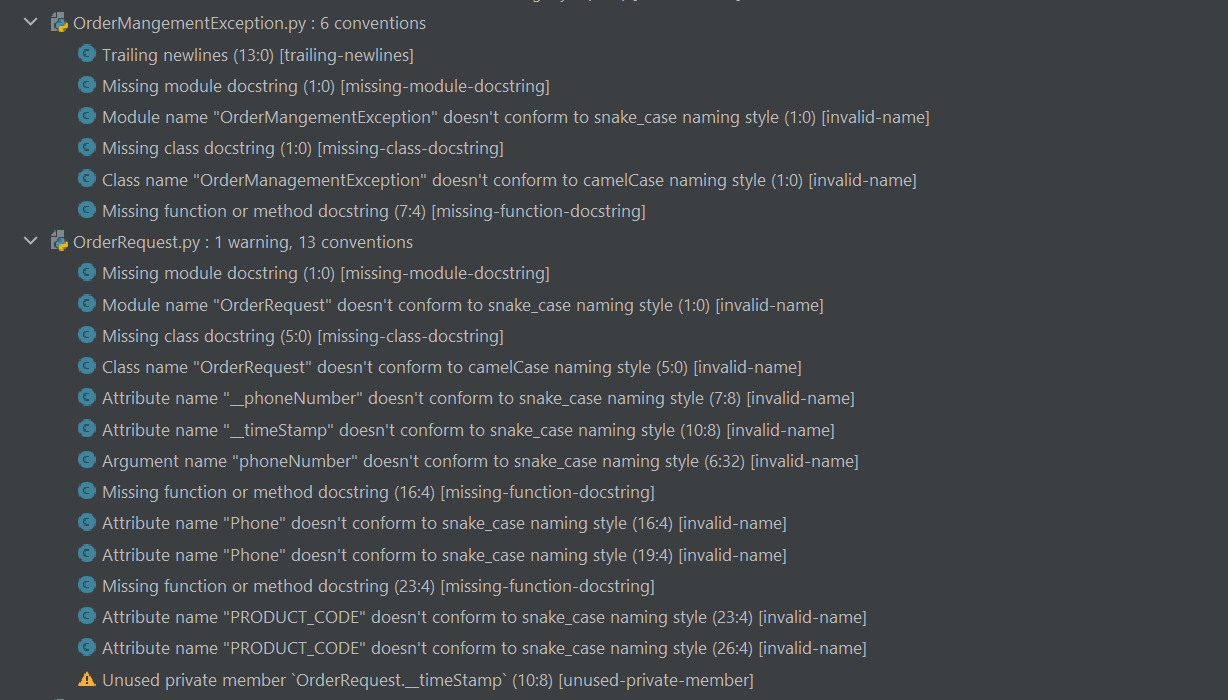 OrderMangementException.py : 6 conventions
Trailing newlines (13:0) [trailing-newlines]
Missing module docstring (1:0) [missing-module-docstring]
Module name "OrderMangementException" doesn't conform to snake_case naming style (1:0) [invalid-name]
Missing class docstring (1:0) [missing-class-docstring]
Class name "OrderManagementException" doesn't conform to camelCase naming style (1:0) [invalid-name]
Missing function or method docstring (7:4) [missing-function-docstring]
OrderRequest.py : 1 warning, 13 conventions
Missing module docstring (1:0) [missing-module-docstring]
Module name "OrderRequest" doesn't conform to snake_case naming style (1:0) [invalid-name]
Missing class docstring (5:0) [missing-class-docstring]
Class name "OrderRequest" doesn't conform to camelCase naming style (5:0) [invalid-name]
Attribute name "__phoneNumber" doesn't conform to snake_case naming style (7:8) [invalid-name]
Attribute name "__timeStamp" doesn't conform to snake_case naming style (10:8) [invalid-name]
Argument name "phoneNumber" doesn't conform to snake_case naming style (6:32) [invalid-name]
Missing function or method docstring (16:4) [missing-function-docstring]
Attribute name "Phone" doesn't conform to snake_case naming style (16:4) [invalid-name]
Attribute name "Phone" doesn't conform to snake_case naming style (19:4) [invalid-name]
Missing function or method docstring (23:4) [missing-function-docstring]
Attribute name "PRODUCT_CODE" doesn't conform to snake_case naming style (23:4) [invalid-name]
Attribute name "PRODUCT_CODE" doesn't conform to snake_case naming style (26:4) [invalid-name]
Unused private member `OrderRequest.__timeStamp` (10:8) [unused-private-member]